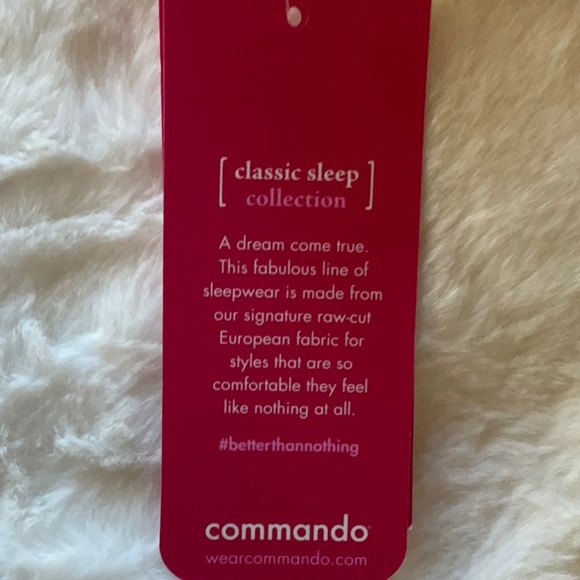 [ classic sleep
collection ]
A dream come true.
This fabulous line of
sleepwear is made from
our signature raw-cut
European fabric for
styles that are so
comfortable they feel
like nothing at all.
#betterthannothing
commando
wearcommando.com